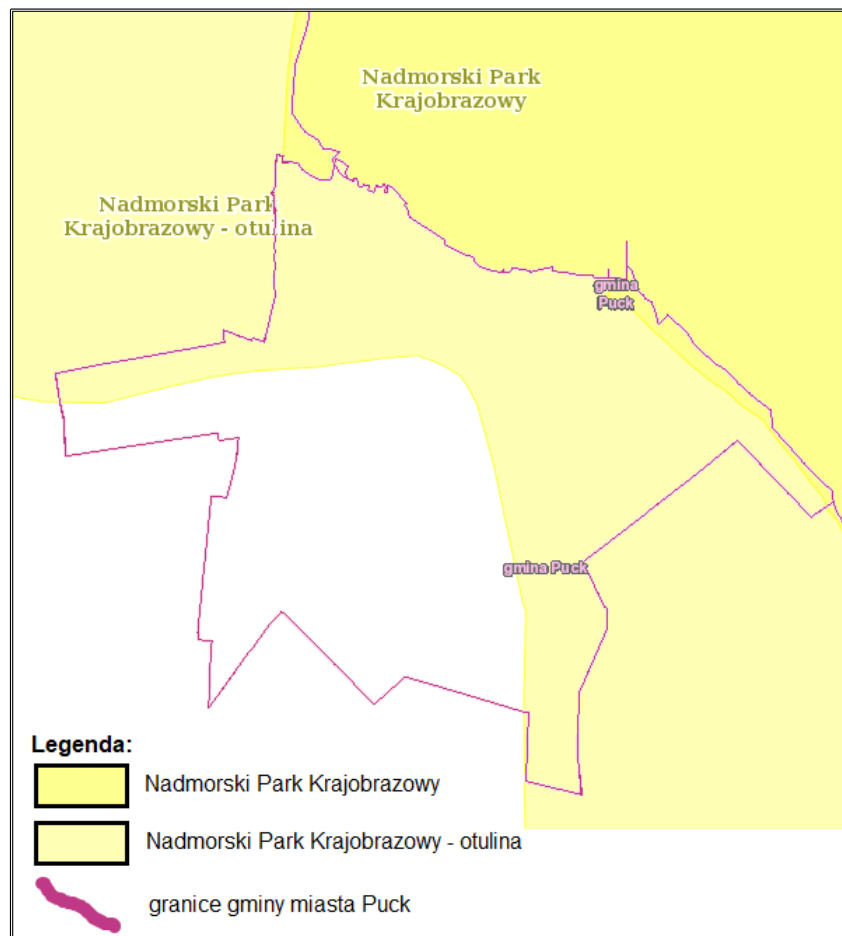 Nadmorski Park
Krajobrazowy
Nadmorski Park
Krajobrazowy - otulina
gmina
Puck
gmina Puck
Legenda:
Nadmorski Park Krajobrazowy
Nadmorski Park Krajobrazowy - otulina
granice gminy miasta Puck